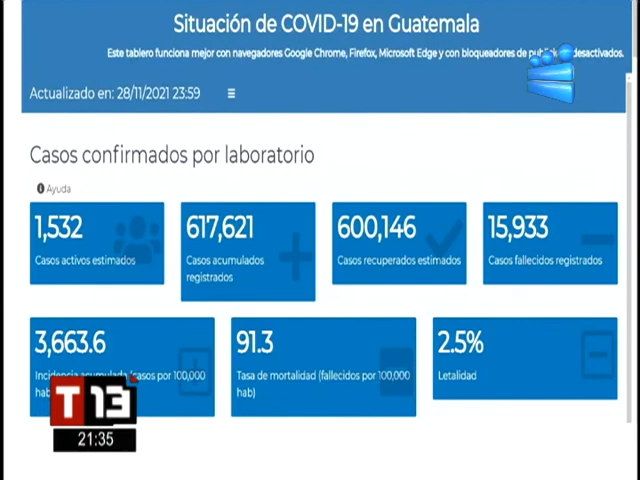 Situación de COVID-19 en Guatemala
Este tablero funciona mejor con navegadores Google Chrome, Firefox, Microsoft Edge y con bloqueadores de desactivados.
Actualizado en: 28/11/2021 23:59
Casos confirmados por laboratorio
Ayuda
1,532
Casos activos estimados
617,621
Casos acumulados
registrados
600,146
Casos recuperados estimados
15,933
Casos fallecidos registrados
3,663.6
Incidencia acumulada (casos por 100,000
hab)
91.3
Tasa de mortalidad (fallecidos por 100,000
hab)
2.5%
Letalidad
T 13
21:35